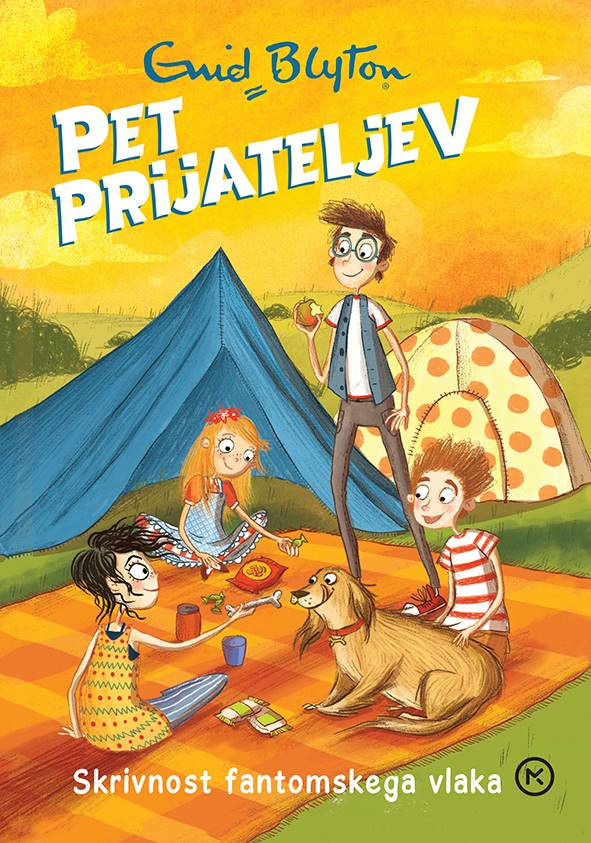 Enid Blyton
PET
PRIJATELJEV
Skrivnost fantomskega vlaka